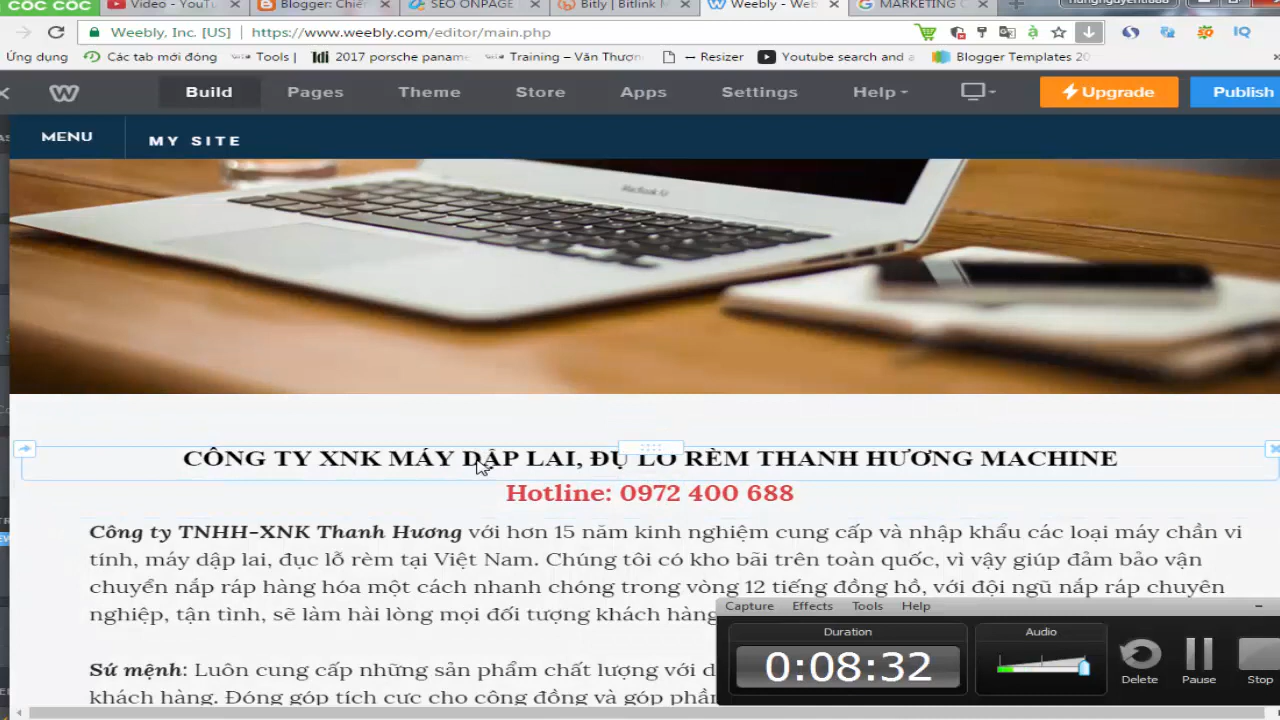 CỐC CỐC
Video - YouTu
Blogger: Chiế
SEO ONPAGE
Bitly | Bitlink M
Weebly - Web
MARKETING C
Weebly, Inc. [US]
https://www.weebly.com/editor/main.php
Ứng dụng
Các tab mới đóng
Tools |
2017 porsche paname
Training – Văn Thươn
-- Resizer
Youtube search and a
Blogger Templates 20
Build
Pages
Theme
Store
Apps
Settings
Help
Upgrade
Publish
MENU
MY SITE
MacBook Air
CÔNG TY XNK MÁY DẬP LAI, ĐỤ LỖ RÈM THANH HƯƠNG MACHINE
Hotline: 0972 400 688
Công ty TNHH-XNK Thanh Hương với hơn 15 năm kinh nghiệm cung cấp và nhập khẩu các loại máy chần vi
tính, máy dập lai, đục lỗ rèm tại Việt Nam. Chúng tôi có kho bãi trên toàn quốc, vì vậy giúp đảm bảo vận
chuyển nắp ráp hàng hóa một cách nhanh chóng trong vòng 12 tiếng đồng hồ, với đội ngũ nắp ráp chuyên
nghiệp, tận tình, sẽ làm hài lòng mọi đối tượng khách hàng
Sứ mệnh: Luôn cung cấp những sản phẩm chất lượng với d
khách hàng. Đóng góp tích cực cho cộng đồng và góp phần
Capture
Effects
Tools
Help
Duration
Audio
0:08:32
Delete
Pause
Stop